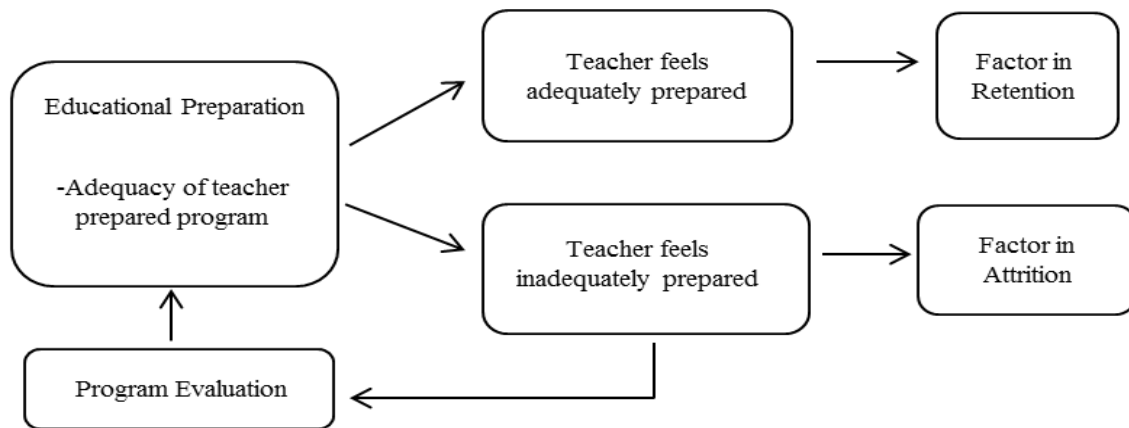 Educational Preparation
-Adequacy of teacher
prepared program
Teacher feels
adequately prepared
Factor in
Retention
Teacher feels
inadequately prepared
Factor in
Attrition
Program Evaluation